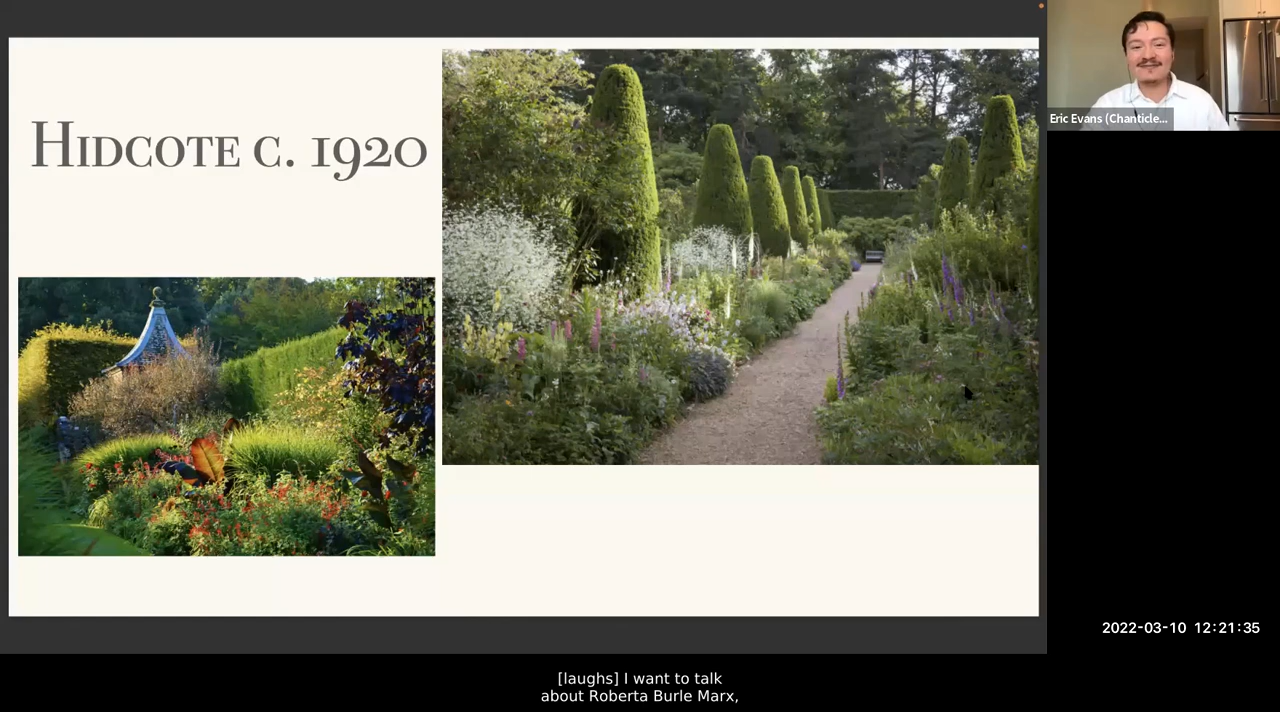 Hidcote c. 1920
Eric Evans (Chanticle...
2022-03-10 12:21:35
[laughs] I want to talk
about Roberta Burle Marx,